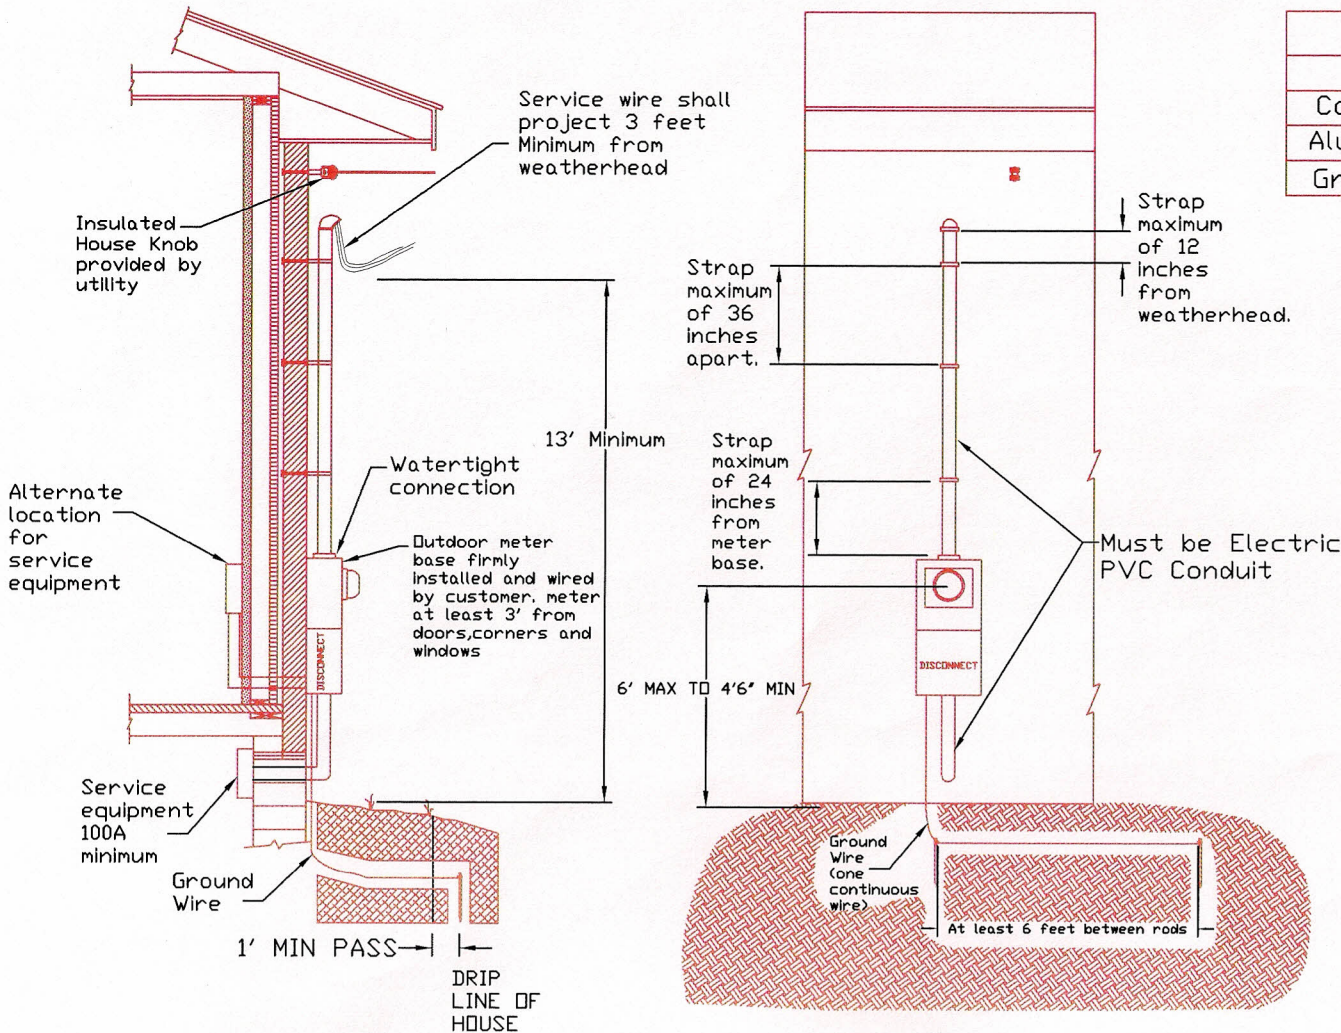 Service wire shall
project 3 feet
Minimum from
weatherhead
Insulated
House Knob
provided by
utility
13' Minimum
Watertight
connection
Alternate
location
for
service
equipment
Outdoor meter
base firmly
installed and wired
by customer. meter
at least 3' from
doors,corners and
windows
DISCONNECT
Service
equipment
100A
minimum
Ground
Wire
1' MIN PASS
DRIP
LINE OF
HOUSE
Strap
maximum
of 12
inches
from
weatherhead.
Strap
maximum
of 36
inches
apart.
Strap
maximum
of 24
inches
from
meter
base.
Must be Electric
PVC Conduit
DISCONNECT
6' MAX TO 4'6" MIN
Ground
Wire
(one
continuous
wire)
At least 6 feet between rods
Co
Alu
Gr